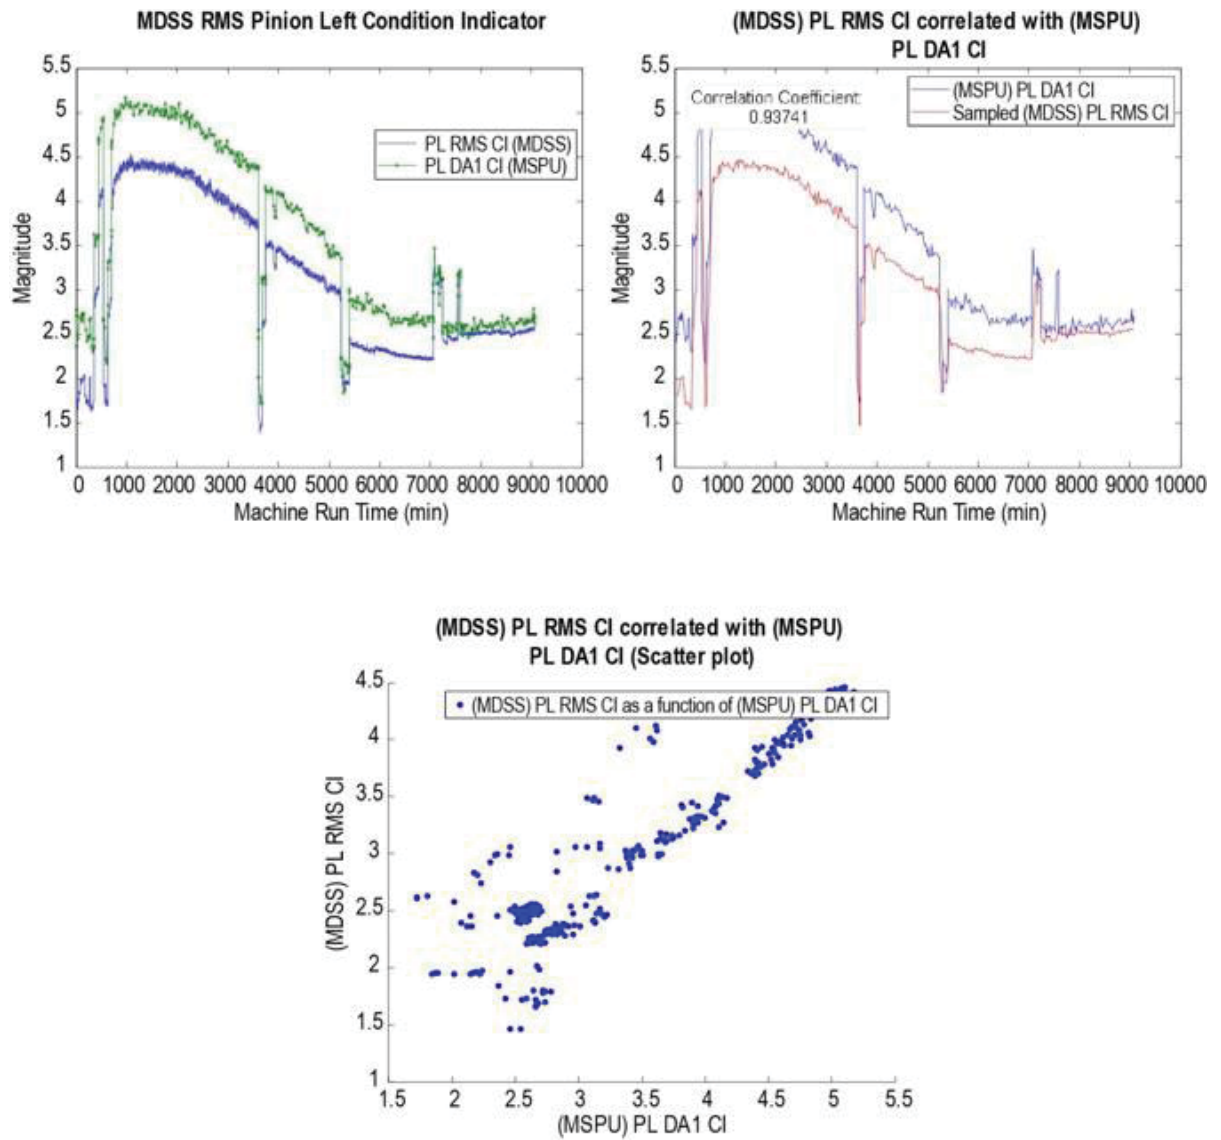 MDSS RMS Pinion Left Condition Indicator
5.5
5
4.5
4
3.5
3
2.5
2
1.5
1
Magnitude
PL RMS CI (MDSS)
PL DA1 CI (MSPU)
0 1000 2000 3000 4000 5000 6000 7000 8000 9000 10000
Machine Run Time (min)
(MDSS) PL RMS CI correlated with (MSPU)
PL DA1 CI
5.5
5
4.5
4
3.5
3
2.5
2
1.5
1
Magnitude
Correlation Coefficient:
0.93741
(MSPU) PL DA1 CI
Sampled (MDSS) PL RMS CI
0 1000 2000 3000 4000 5000 6000 7000 8000 9000 10000
Machine Run Time (min)
(MDSS) PL RMS CI correlated with (MSPU)
PL DA1 CI (Scatter plot)
4.5
4
3.5
3
2.5
2
1.5
1
(MDSS) PL RMS CI
(MDSS) PL RMS CI as a function of (MSPU) PL DA1 CI
1.5 2 2.5 3 3.5 4 4.5 5 5.5
(MSPU) PL DA1 CI